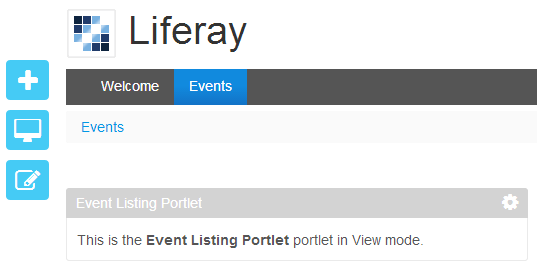 Liferay
Welcome Events
Events
Event Listing Portlet
This is the Event Listing Portlet portlet in View mode.